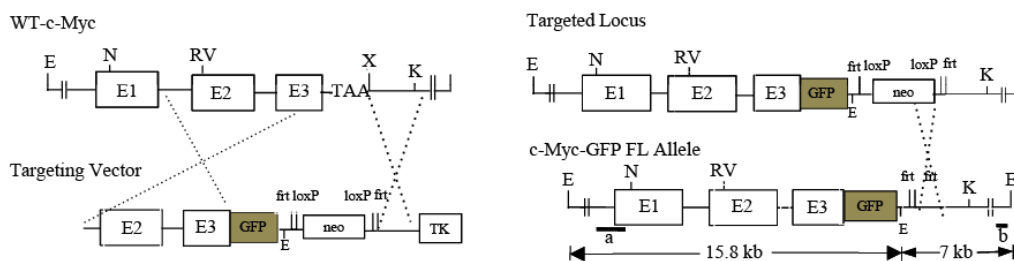 WT-c-Myc
E N RV X K
E1 E2 E3 TAA
Targeting Vector
frt loxP loxP frt
E2 E3 GFP E neo TK
Targeted Locus
E N RV frt loxP loxP frt K
E1 E2 E3 GFP E neo
c-Myc-GFP FL Allele
E N RV frt frt K E
E1 E2 E3 GFP E
a b
15.8 kb 7 kb